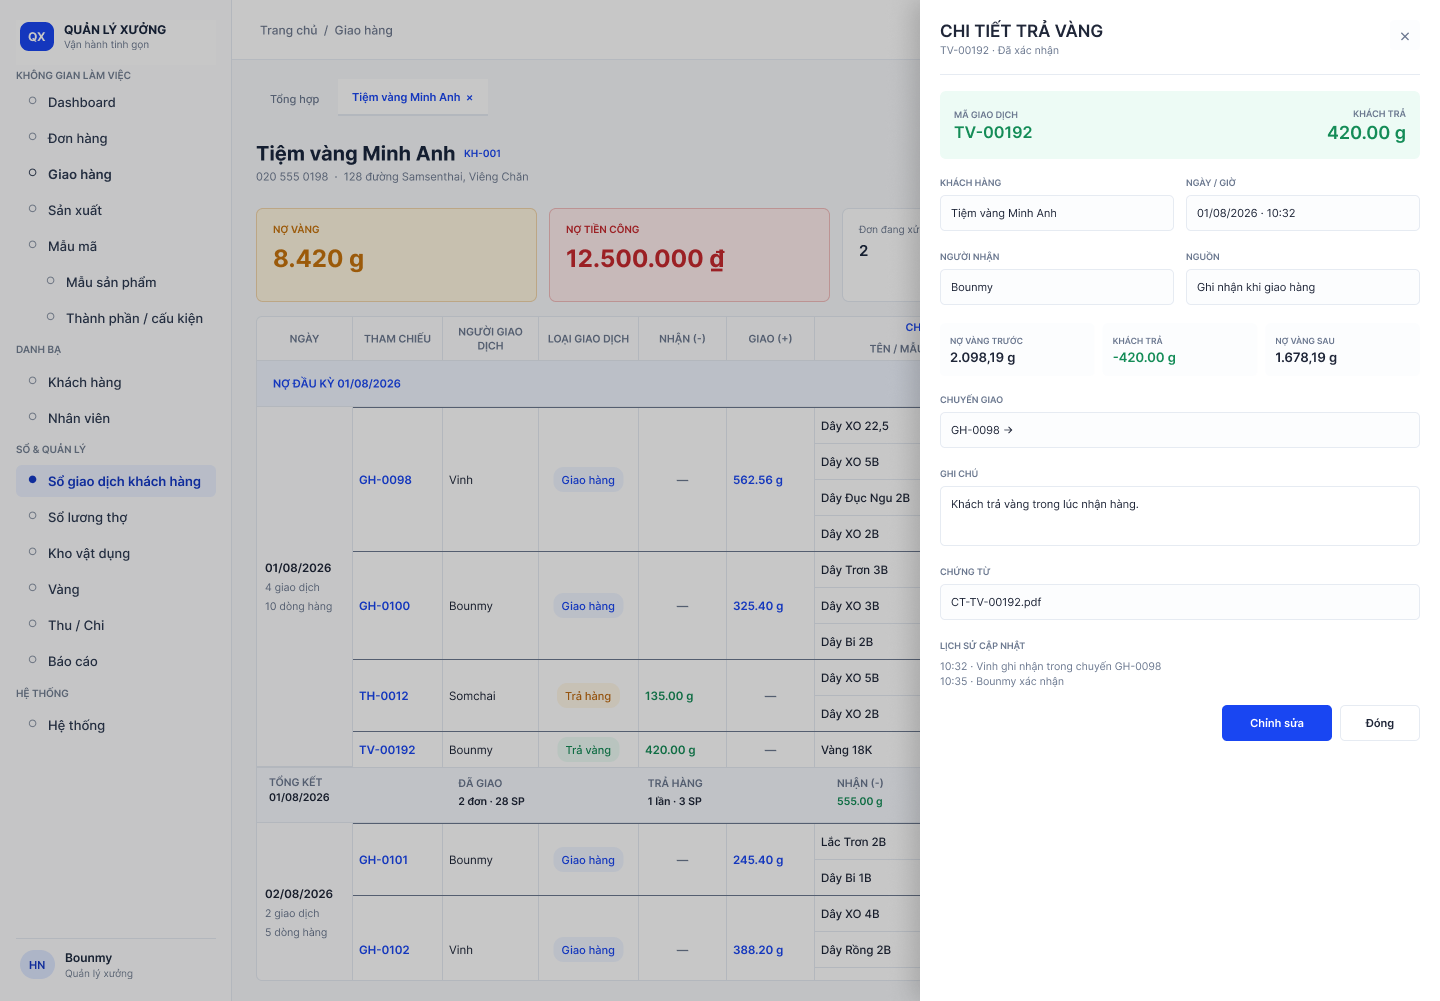 QX
QUẢN LÝ XƯỞNG
Vận hành tinh gọn
KHÔNG GIAN LÀM VIỆC
Dashboard
Đơn hàng
Giao hàng
Sản xuất
Mẫu mã
Mẫu sản phẩm
Thành phần / cấu kiện
DANH BẠ
Khách hàng
Nhân viên
SỔ & QUẢN LÝ
Sổ giao dịch khách hàng
Sổ lương thợ
Kho vật dụng
Vàng
Thu / Chi
Báo cáo
HỆ THỐNG
Hệ thống
HN
Bounmy
Quản lý xưởng
Trang chủ / Giao hàng
Tổng hợp
Tiệm vàng Minh Anh ×
Tiệm vàng Minh Anh KH-001
020 555 0198 · 128 đường Samsenthai, Viêng Chăn
NỢ VÀNG
8.420 g
NỢ TIỀN CÔNG
12.500.000 ₫
Đơn đang xử
2
NGÀY
THAM CHIẾU
NGƯỜI GIAO DỊCH
LOẠI GIAO DỊCH
NHẬN (-)
GIAO (+)
CH
TÊN / MẪU
NỢ ĐẦU KỲ 01/08/2026
01/08/2026
4 giao dịch
10 dòng hàng
GH-0098 Vinh Giao hàng — 562.56 g
Dây XO 22,5
Dây XO 5B
Dây Đục Ngu 2B
Dây XO 2B
GH-0100 Bounmy Giao hàng — 325.40 g
Dây Trơn 3B
Dây XO 3B
Dây Bi 2B
TH-0012 Somchai Trả hàng 135.00 g —
Dây XO 5B
Dây XO 2B
TV-00192 Bounmy Trả vàng 420.00 g — Vàng 18K
TỔNG KẾT
01/08/2026
ĐÃ GIAO
2 đơn · 28 SP
TRẢ HÀNG
1 lần · 3 SP
NHẬN (-)
555.00 g
02/08/2026
2 giao dịch
5 dòng hàng
GH-0101 Bounmy Giao hàng — 245.40 g
Lắc Trơn 2B
Dây Bi 1B
GH-0102 Vinh Giao hàng — 388.20 g
Dây XO 4B
Dây Rồng 2B
CHI TIẾT TRẢ VÀNG
TV-00192 · Đã xác nhận
×
MÃ GIAO DỊCH
TV-00192
KHÁCH TRẢ
420.00 g
KHÁCH HÀNG
Tiệm vàng Minh Anh
NGÀY / GIỜ
01/08/2026 · 10:32
NGƯỜI NHẬN
Bounmy
NGUỒN
Ghi nhận khi giao hàng
NỢ VÀNG TRƯỚC
2.098,19 g
KHÁCH TRẢ
-420.00 g
NỢ VÀNG SAU
1.678,19 g
CHUYẾN GIAO
GH-0098 →
GHI CHÚ
Khách trả vàng trong lúc nhận hàng.
CHỨNG TỪ
CT-TV-00192.pdf
LỊCH SỬ CẬP NHẬT
10:32 · Vinh ghi nhận trong chuyến GH-0098
10:35 · Bounmy xác nhận
Chỉnh sửa
Đóng